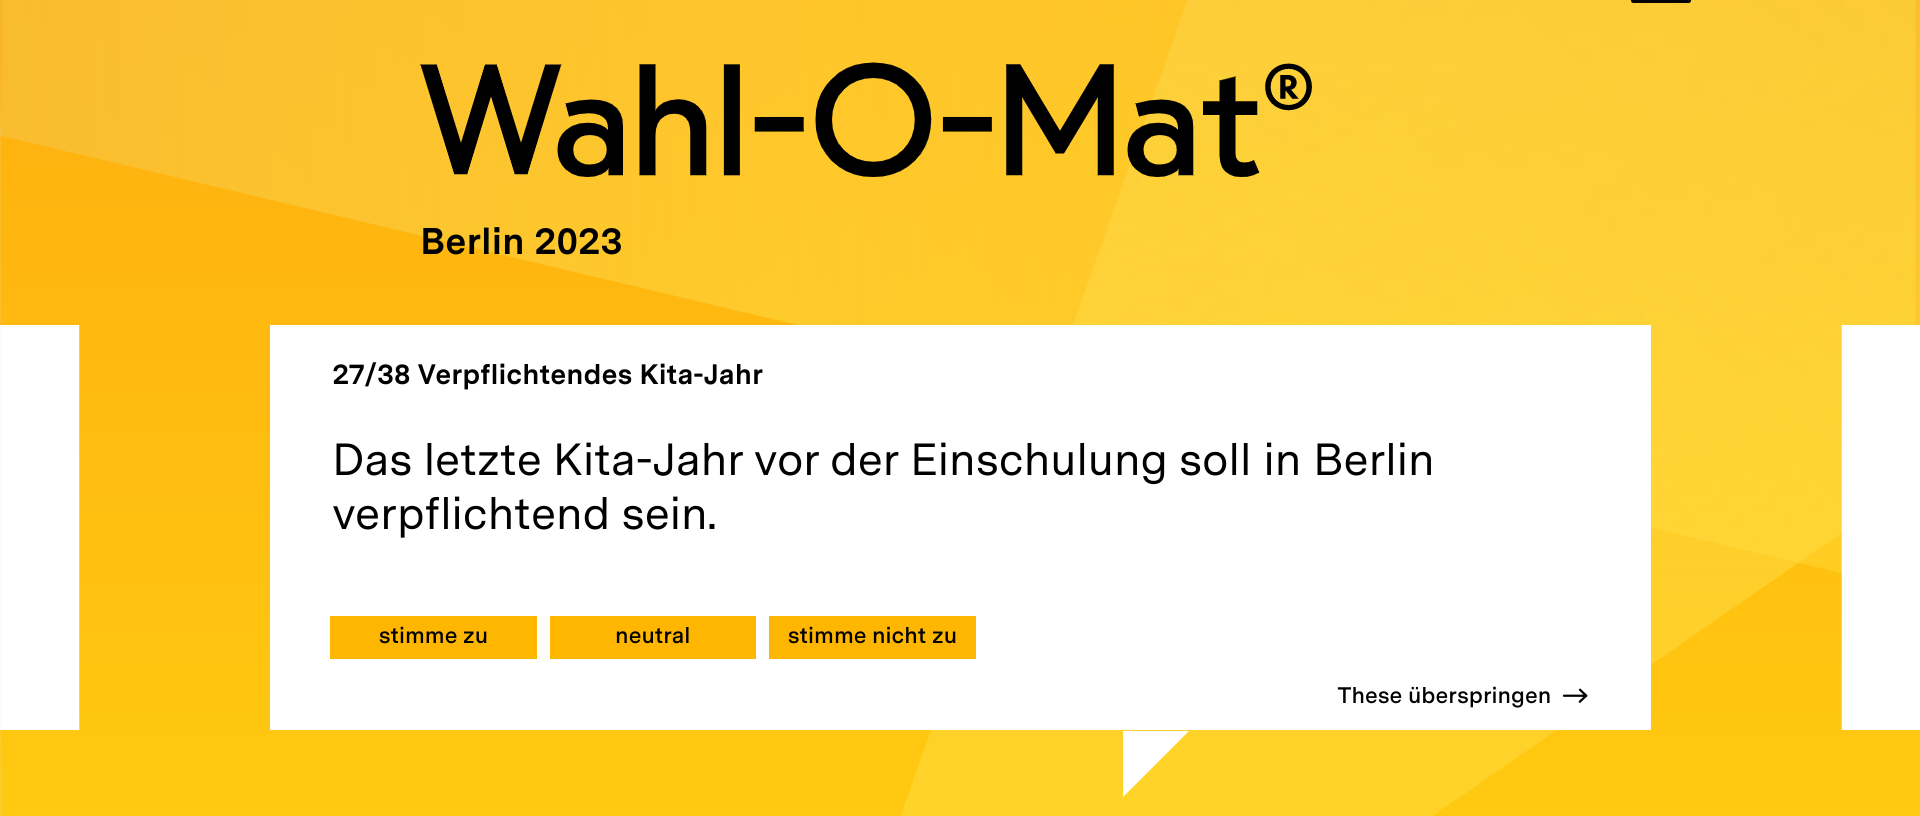 Wahl-O-Mat®
Berlin 2023
27/38 Verpflichtendes Kita-Jahr
Das letzte Kita-Jahr vor der Einschulung soll in Berlin
verpflichtend sein.
stimme zu
neutral
stimme nicht zu
These überspringen →